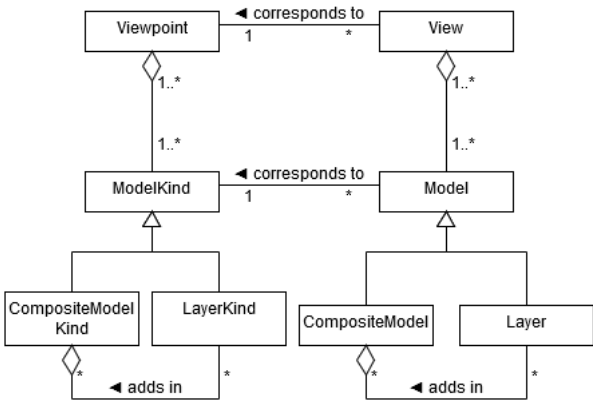 ◄ corresponds to
Viewpoint
View
1
*
1..*
1..*
1..*
1..*
◄ corresponds to
ModelKind
Model
1
*
CompositeModel
Kind
LayerKind
CompositeModel
Layer
*
◄ adds in
*
*
◄ adds in
*